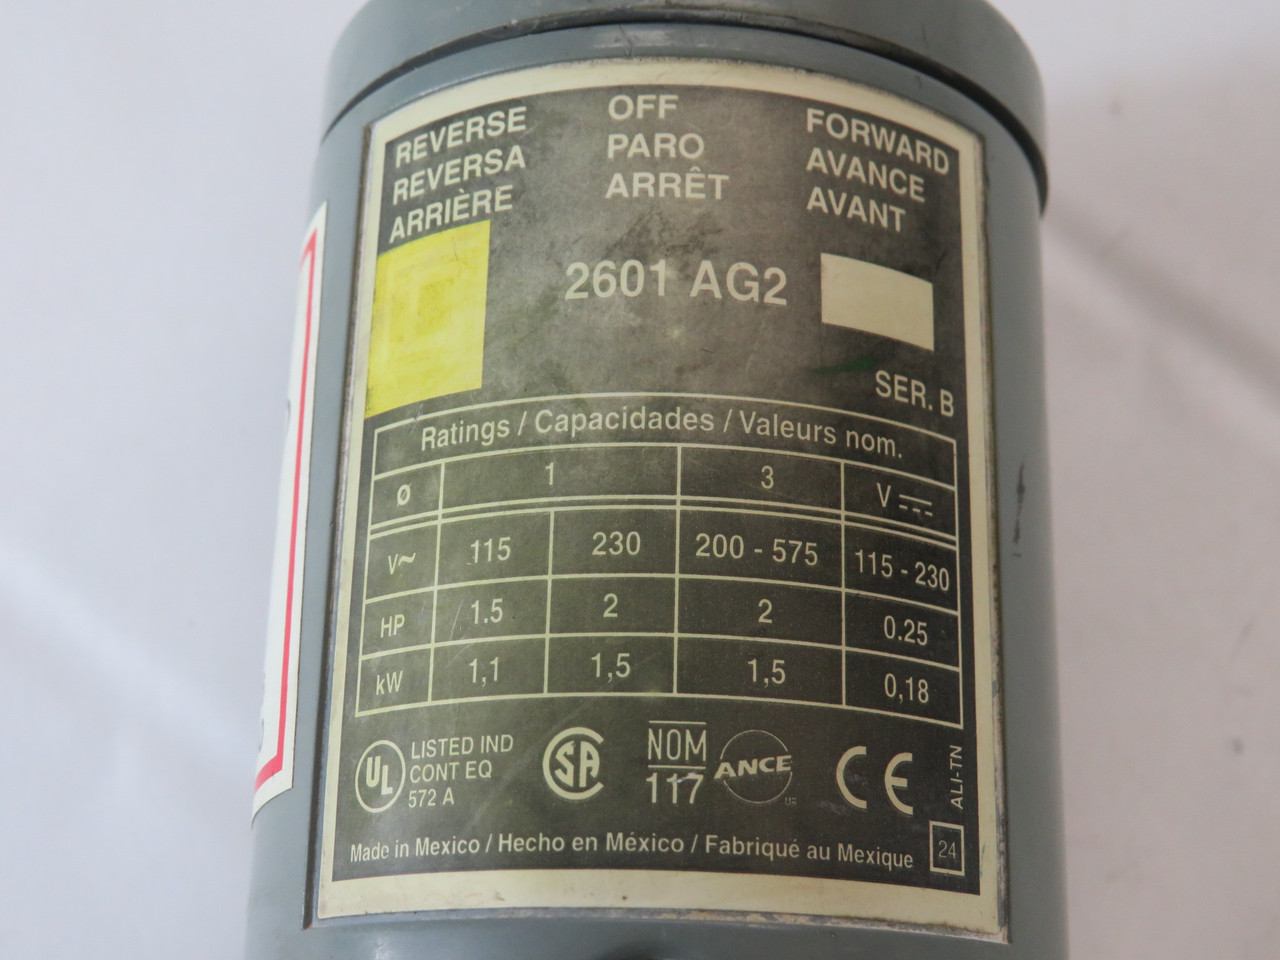 REVERSE
REVERSA
ARRIÈRE
OFF
PARO
ARRÊT
FORWARD
AVANCE
AVANT
2601 AG2
SER. B
Ratings / Capacidades / Valeurs nom.
Ø 1 3 V
V~ 115 230 200 - 575 115 - 230
HP 1.5 2 2 0.25
kW 1,1 1,5 1,5 0,18
UL LISTED IND
CONT EQ
572 A
SA
NOM
117
ANCE
CE
ALI-TN
Made in Mexico / Hecho en México / Fabriqué au Mexique 24